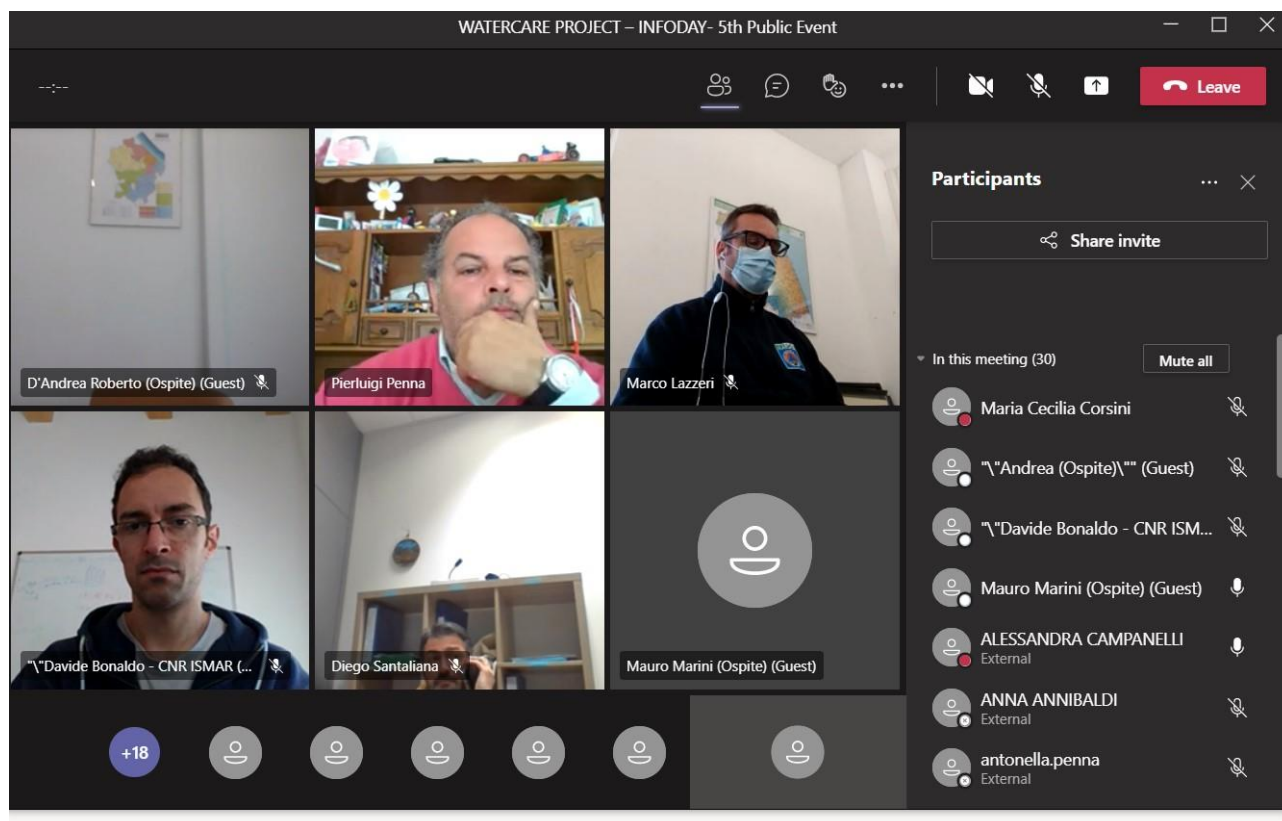 WATERCARE PROJECT – INFODAY- 5th Public Event
--:--
Leave
D'Andrea Roberto (Ospite) (Guest)
Pierluigi Penna
Marco Lazzeri
"\"Davide Bonaldo - CNR ISMAR (...
Diego Santaliana
Mauro Marini (Ospite) (Guest)
+18
Participants
Share invite
In this meeting (30)
Mute all
Maria Cecilia Corsini
"\"Andrea (Ospite)\"" (Guest)
"\"Davide Bonaldo - CNR ISM...
Mauro Marini (Ospite) (Guest)
ALESSANDRA CAMPANELLI
External
ANNA ANNIBALDI
External
antonella.penna
External